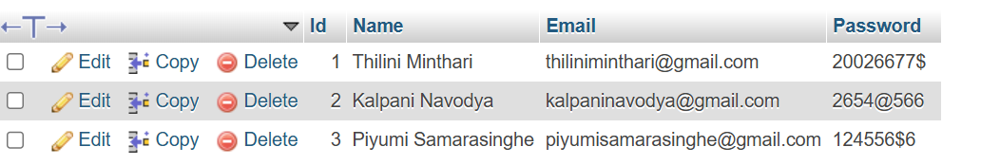 Id Name Email Password
Edit Copy Delete 1 Thilini Minthari thiliniminthari@gmail.com 20026677$
Edit Copy Delete 2 Kalpani Navodya kalpaninavodya@gmail.com 2654@566
Edit Copy Delete 3 Piyumi Samarasinghe piyumisamarasinghe@gmail.com 124556$6